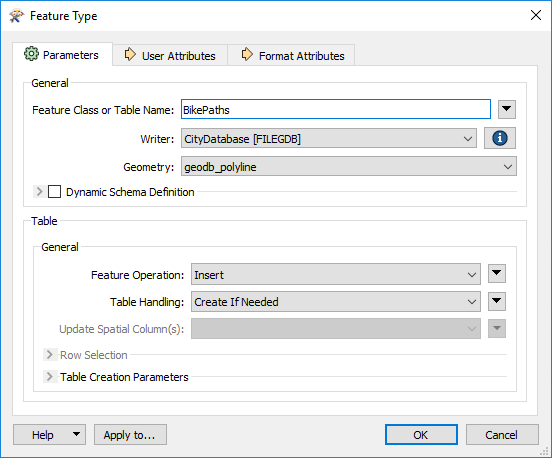 Feature Type
Parameters User Attributes Format Attributes
General
Feature Class or Table Name: BikePaths
Writer: CityDatabase [FILEGDB]
Geometry: geodb_polyline
Dynamic Schema Definition
Table
General
Feature Operation: Insert
Table Handling: Create If Needed
Update Spatial Column(s):
Row Selection
Table Creation Parameters
Help Apply to... OK Cancel